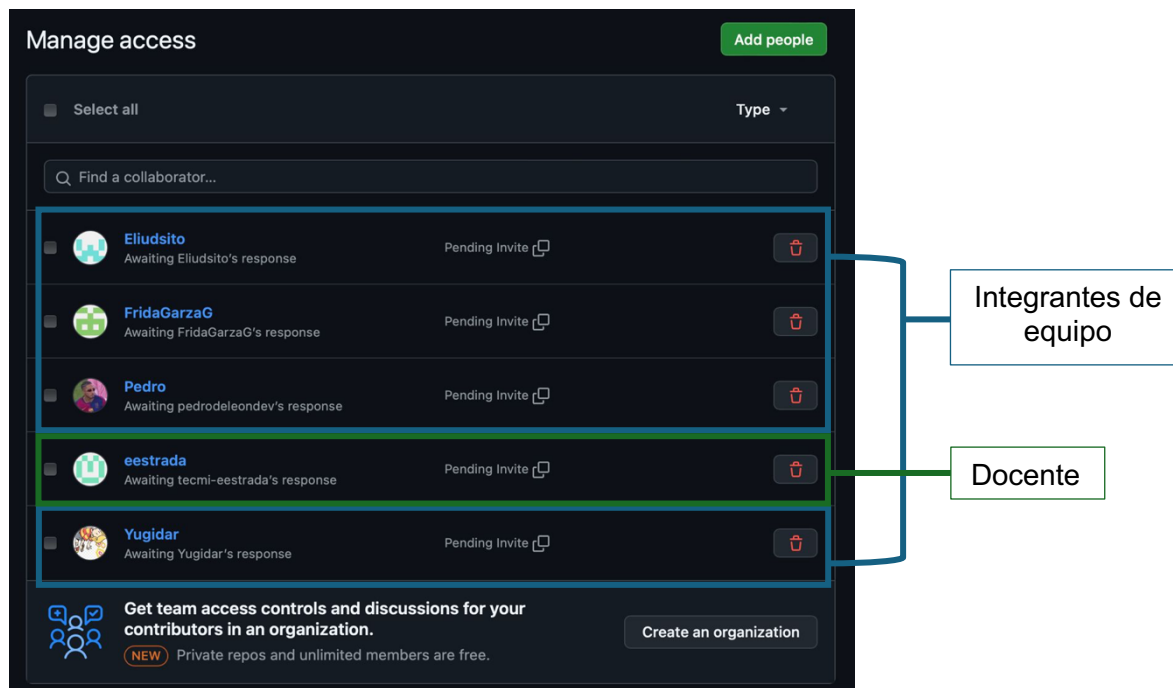 Manage access
Add people
Select all
Type
Find a collaborator...
Eliudsito
Awaiting Eliudsito's response
Pending Invite
FridaGarzaG
Awaiting FridaGarzaG's response
Pending Invite
Pedro
Awaiting pedrodeleondev's response
Pending Invite
eestrada
Awaiting tecmi-eestrada's response
Pending Invite
Yugidar
Awaiting Yugidar's response
Pending Invite
Get team access controls and discussions for your
contributors in an organization.
NEW Private repos and unlimited members are free.
Create an organization
Integrantes de
equipo
Docente